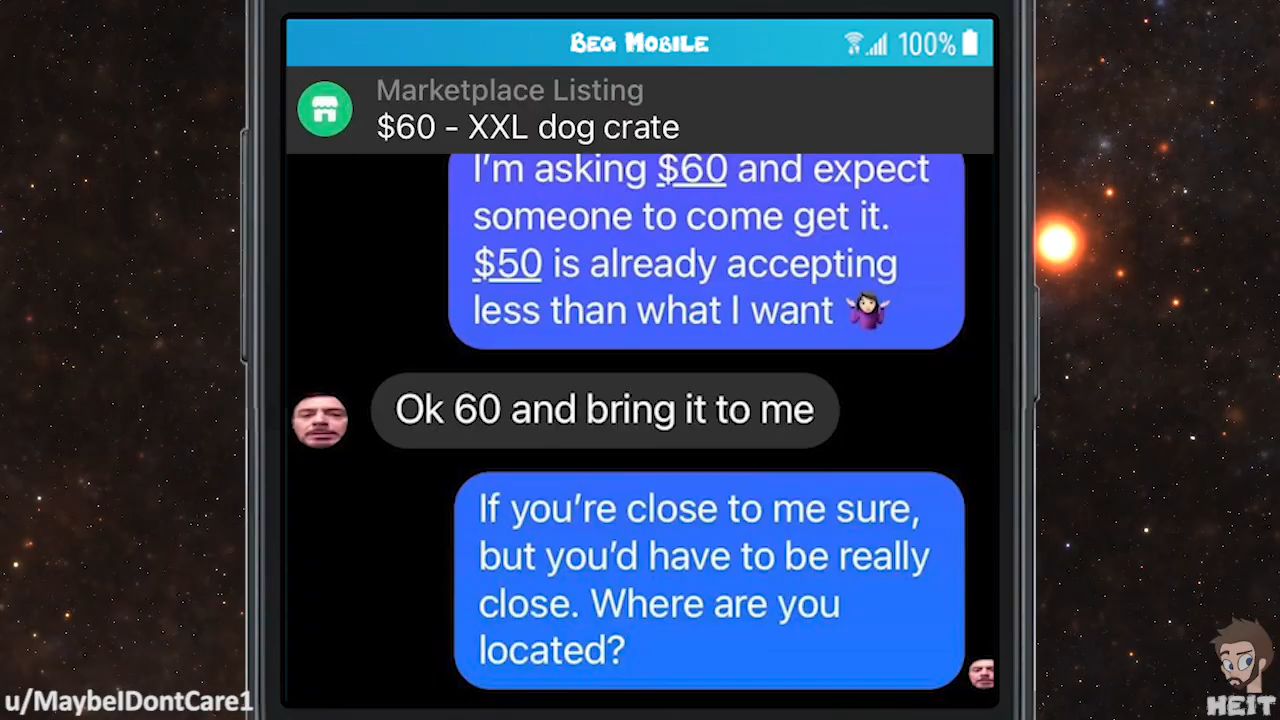 BEG MOBILE
100%
Marketplace Listing
$60 - XXL dog crate
I'm asking $60 and expect
someone to come get it.
$50 is already accepting
less than what I want 🤷🏻‍♀️
Ok 60 and bring it to me
If you're close to me sure,
but you'd have to be really
close. Where are you
located?
u/MaybeIDontCare1
HEIT